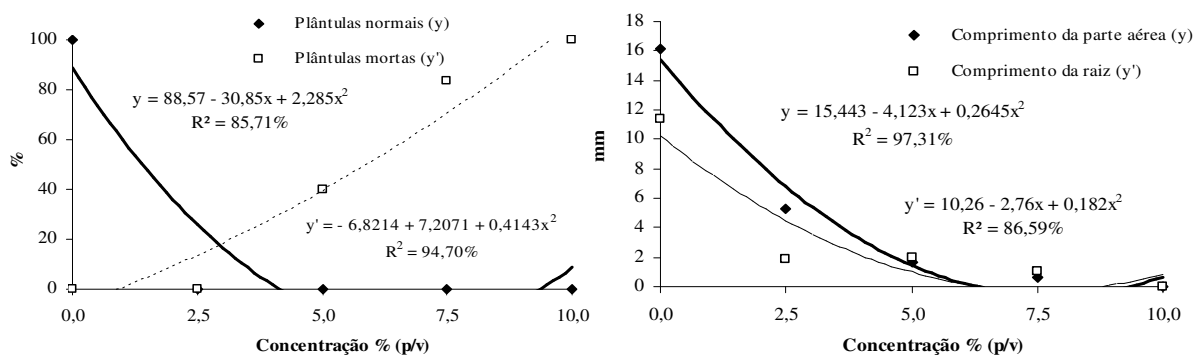 Plântulas normais (y)
Plântulas mortas (y')
100
80
60
40
20
0
%
y = 88,57 - 30,85x + 2,285x²
R² = 85,71%
y' = - 6,8214 + 7,2071 + 0,4143x²
R² = 94,70%
0,0 2,5 5,0 7,5 10,0
Concentração % (p/v)
Comprimento da parte aérea (y)
Comprimento da raiz (y')
18
16
14
12
10
8
6
4
2
0
mm
y = 15,443 - 4,123x + 0,2645x²
R² = 97,31%
y' = 10,26 - 2,76x + 0,182x²
R² = 86,59%
0,0 2,5 5,0 7,5 10,0
Concentração % (p/v)